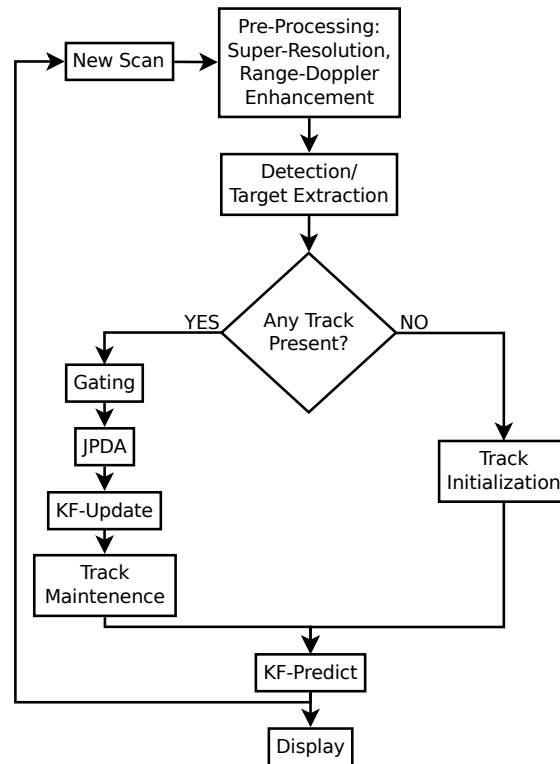 New Scan
Pre-Processing:
Super-Resolution,
Range-Doppler
Enhancement
Detection/
Target Extraction
Any Track
Present?
YES
NO
Gating
JPDA
KF-Update
Track
Maintenence
Track
Initialization
KF-Predict
Display